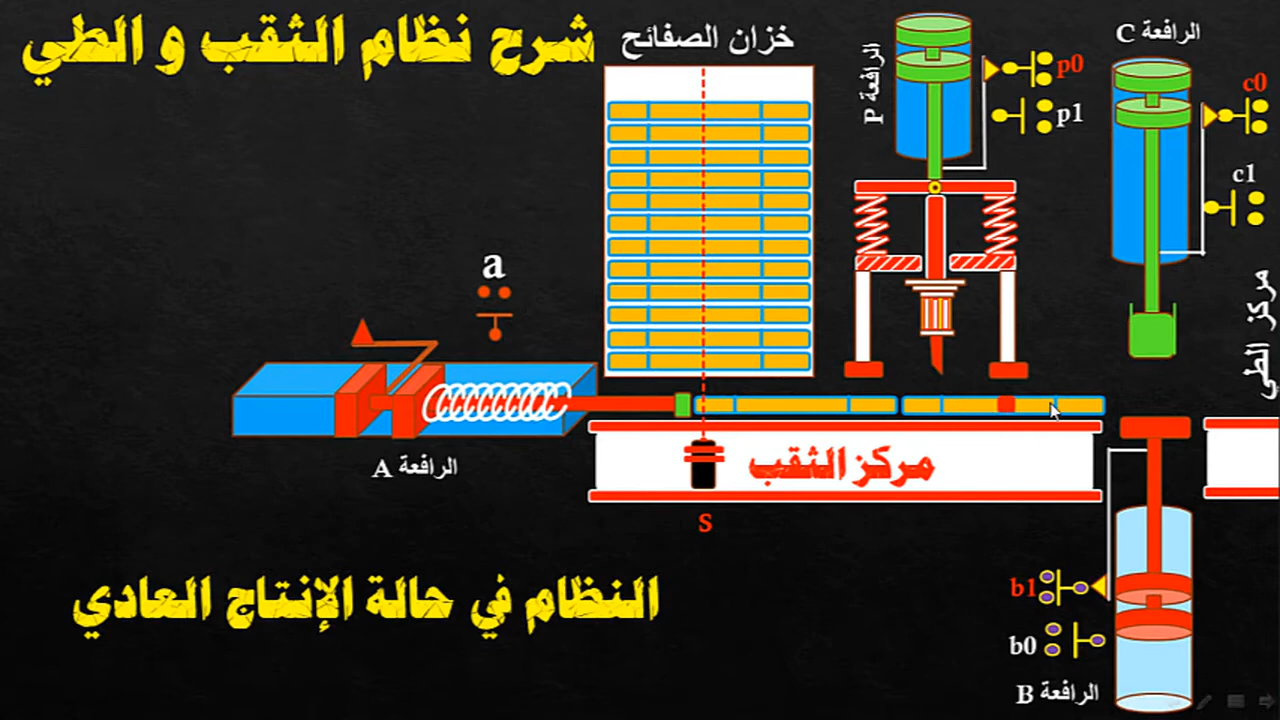 شرح نظام الثقب و الطي
خزان الصفائح
الرافعة P
p0
p1
الرافعة C
c0
c1
مركز الطي
a
الرافعة A
مركز الثقب
S
النظام في حالة الإنتاج العادي
b1
b0
الرافعة B